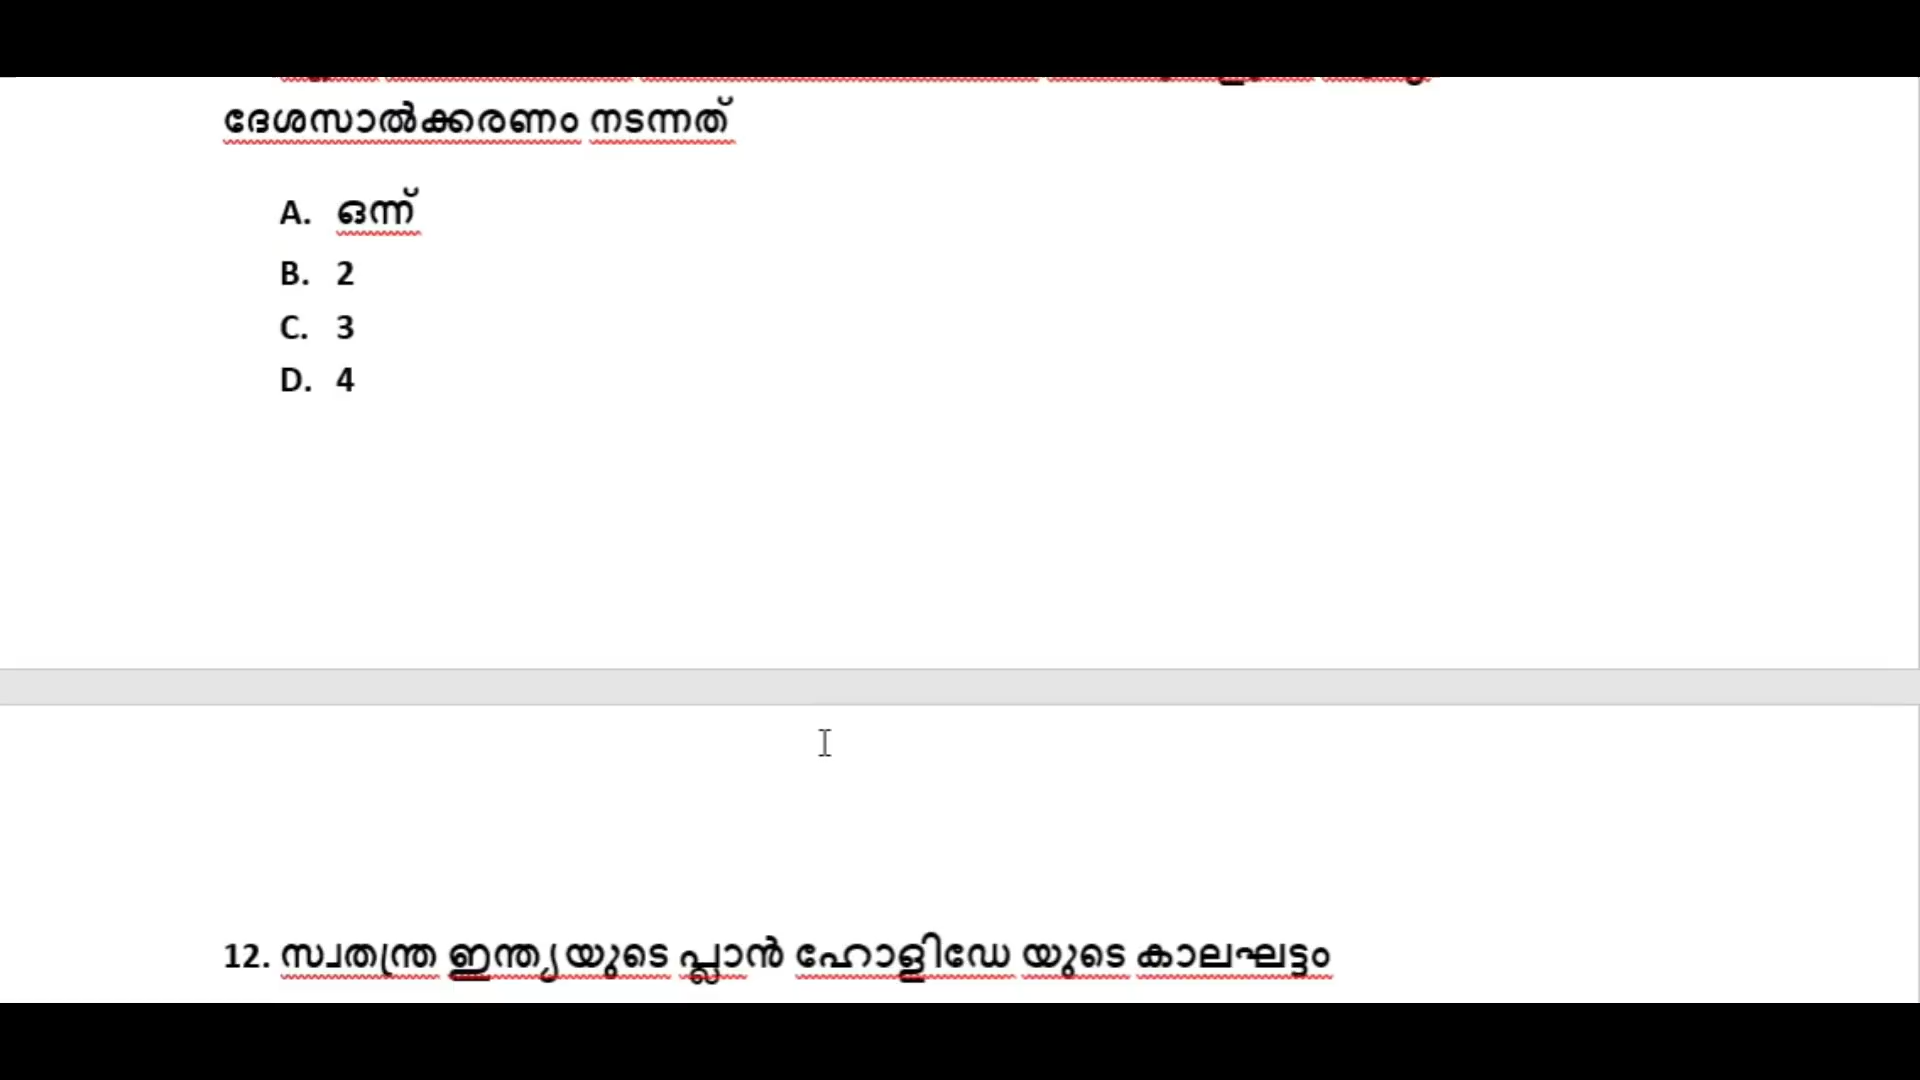 ദേശസാൽക്കരണം നടന്നത്
A. ഒന്ന്
B. 2
C. 3
D. 4
12. സ്വതന്ത്ര ഇന്ത്യയുടെ പ്ലാൻ ഹോളിഡേ യുടെ കാലഘട്ടം